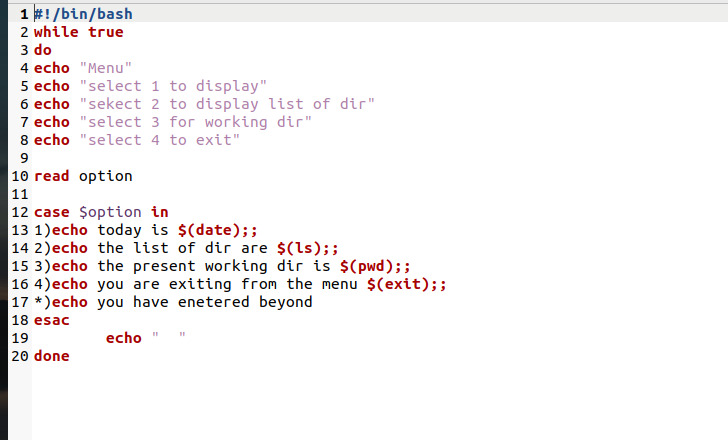 1 #!/bin/bash
2 while true
3 do
4 echo "Menu"
5 echo "select 1 to display"
6 echo "sekect 2 to display list of dir"
7 echo "select 3 for working dir"
8 echo "select 4 to exit"
9
10 read option
11
12 case $option in
13 1)echo today is $(date);;
14 2)echo the list of dir are $(ls);;
15 3)echo the present working dir is $(pwd);;
16 4)echo you are exiting from the menu $(exit);;
17 *)echo you have enetered beyond
18 esac
19         echo "  "
20 done